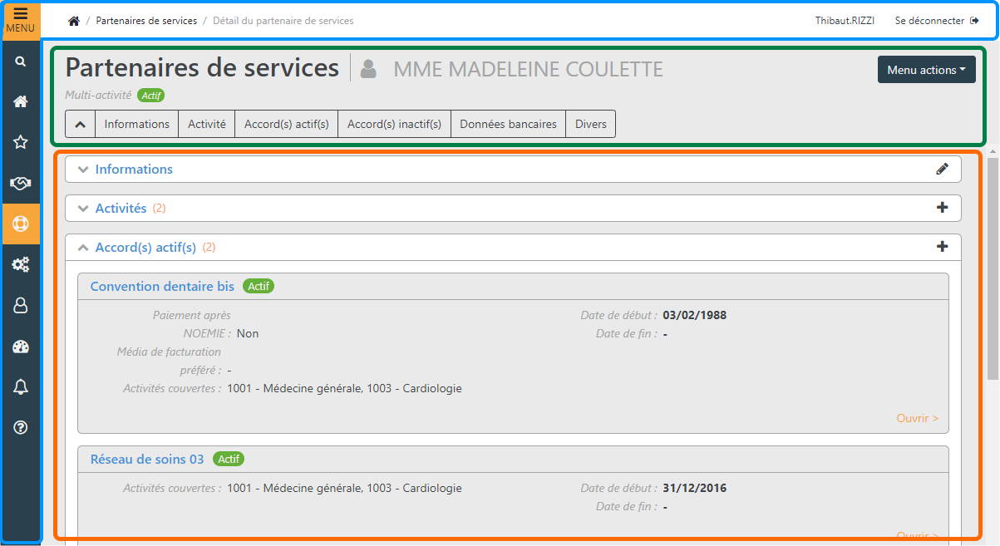 MENU
/ Partenaires de services / Détail du partenaire de services
Thibaut.RIZZI Se déconnecter
Partenaires de services MME MADELEINE COULETTE
Menu actions
Multi-activité Actif
Informations Activité Accord(s) actif(s) Accord(s) inactif(s) Données bancaires Divers
Informations
Activités (2)
Accord(s) actif(s) (2)
Convention dentaire bis Actif
Paiement après
NOEMIE : Non
Média de facturation
préféré : -
Activités couvertes : 1001 - Médecine générale, 1003 - Cardiologie
Date de début : 03/02/1988
Date de fin : -
Ouvrir >
Réseau de soins 03 Actif
Activités couvertes : 1001 - Médecine générale, 1003 - Cardiologie
Date de début : 31/12/2016
Date de fin : -
Ouvrir >